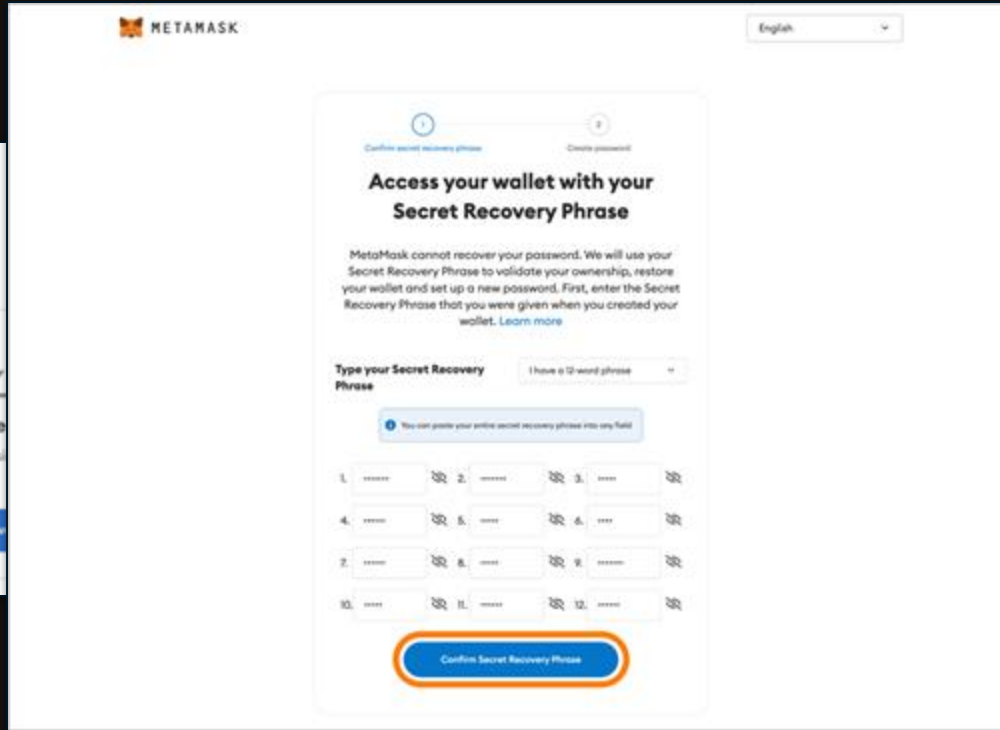 METAMASK
English
1
2
Confirm secret recovery phrase
Create password
Access your wallet with your
Secret Recovery Phrase
MetaMask cannot recover your password. We will use your
Secret Recovery Phrase to validate your ownership, restore
your wallet and set up a new password. First, enter the Secret
Recovery Phrase that you were given when you created your
wallet. Learn more
Type your Secret Recovery
Phrase
I have a 12-word phrase
You can paste your entire secret recovery phrase into any field
1. 2. 3.
4. 5. 6.
7. 8. 9.
10. 11. 12.
Confirm Secret Recovery Phrase